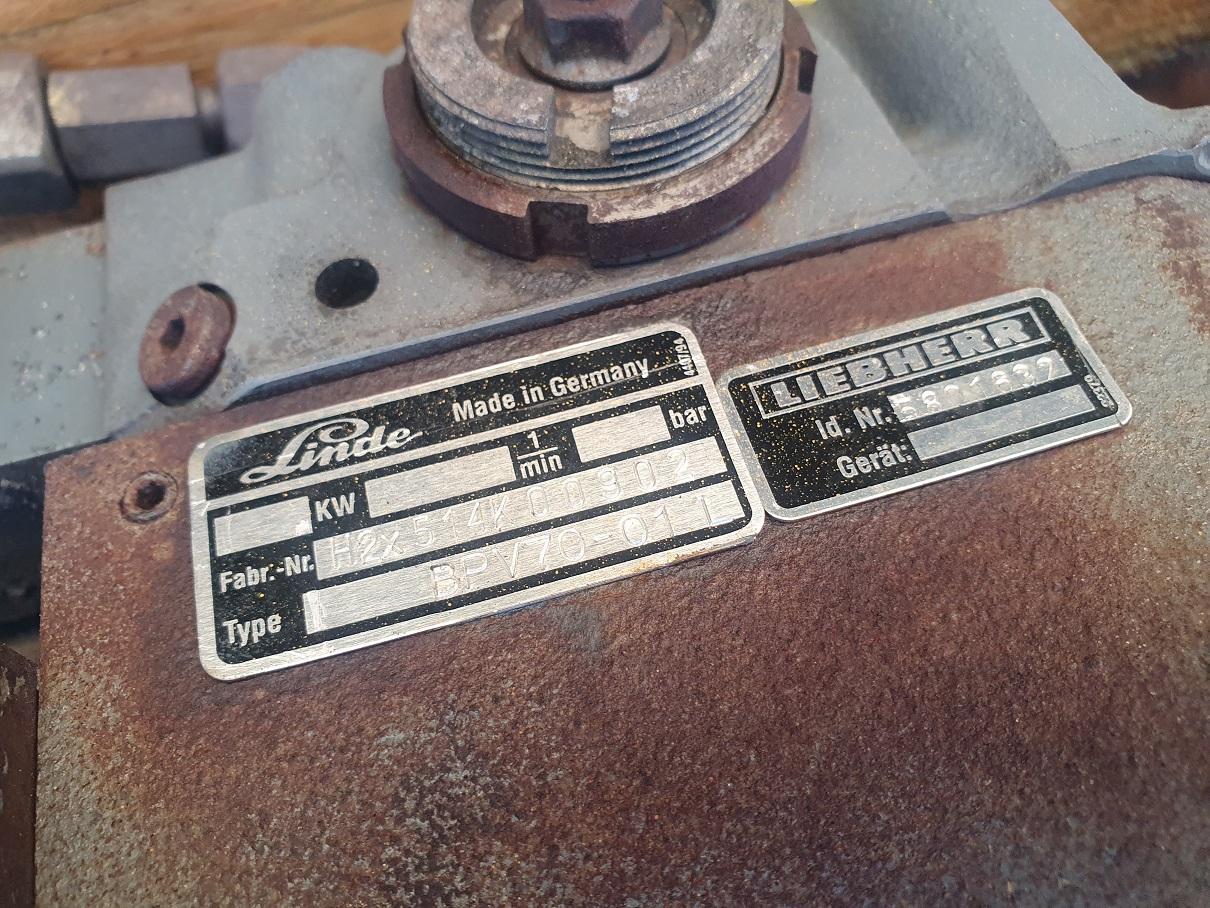 Linde Made in Germany
KW 1/min bar
Fabr.-Nr. H2x514K00902
Type BPV70-01 L
LIEBHERR
Id. Nr.
Gerät: